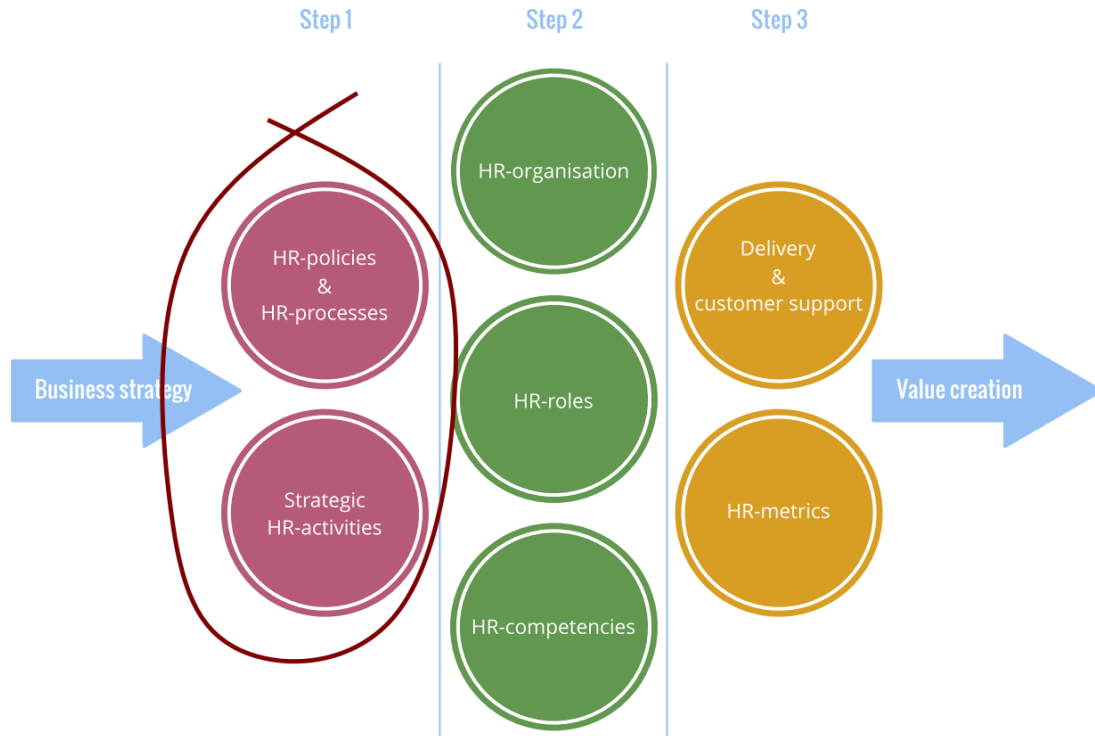 Step 1
Step 2
Step 3
Business strategy
HR-policies
&
HR-processes
Strategic
HR-activities
HR-organisation
HR-roles
HR-competencies
Delivery
&
customer support
HR-metrics
Value creation